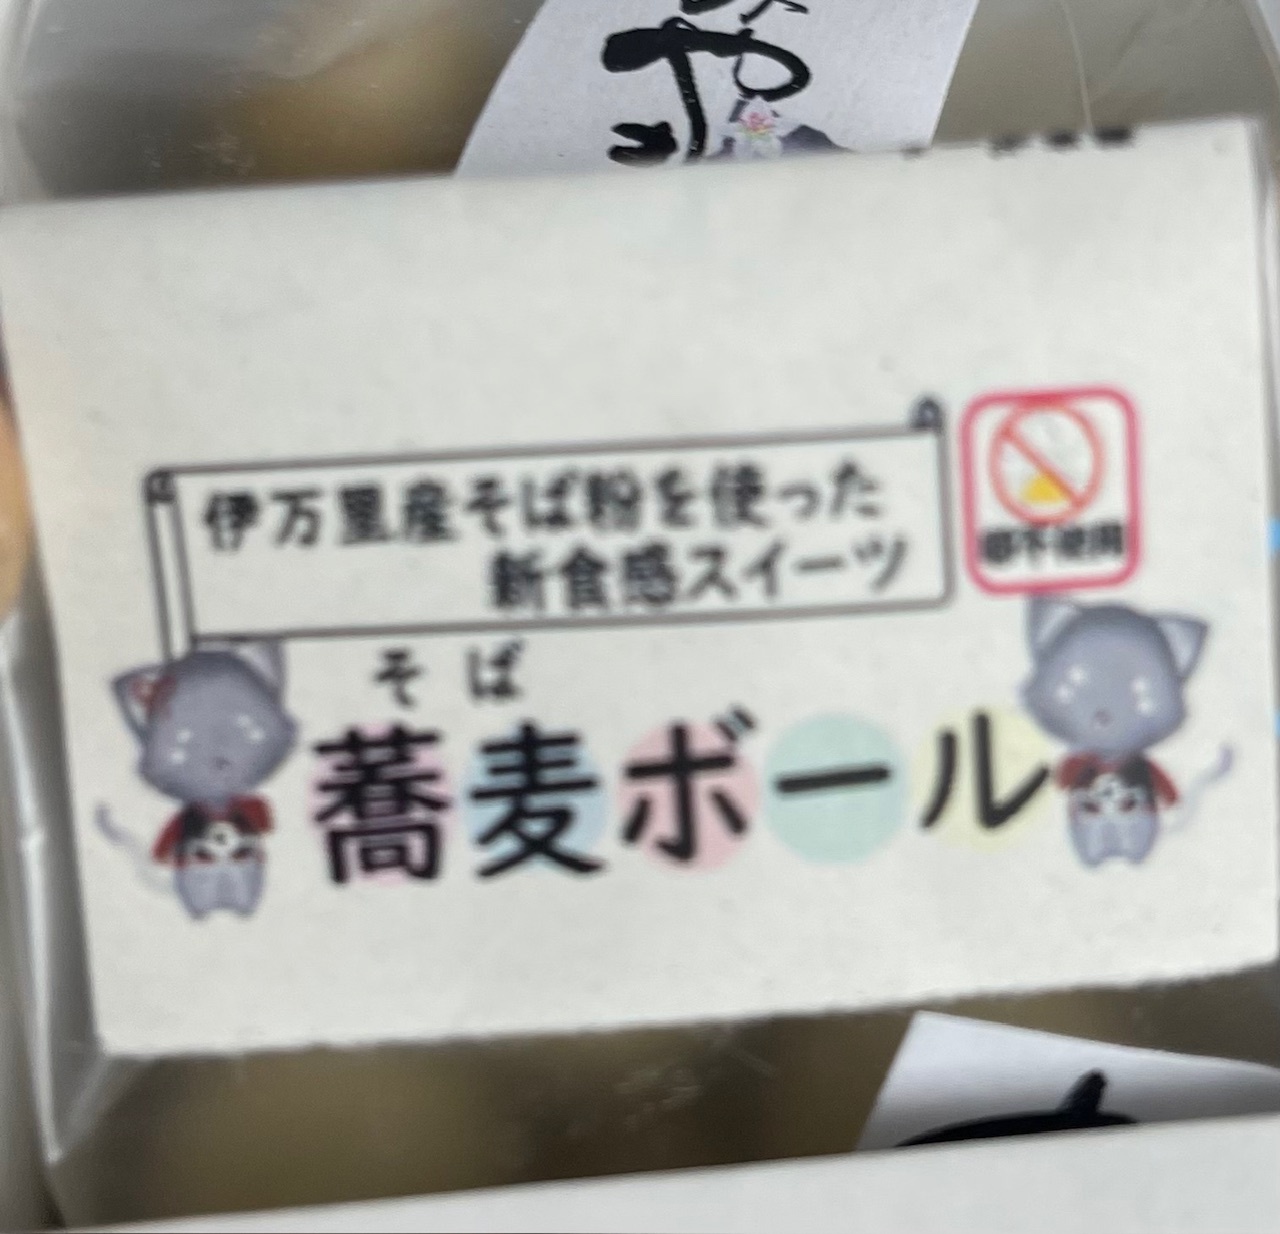 や
伊万里産そば粉を使った
新食感スイーツ
卵不使用
そば
蕎麦ボール